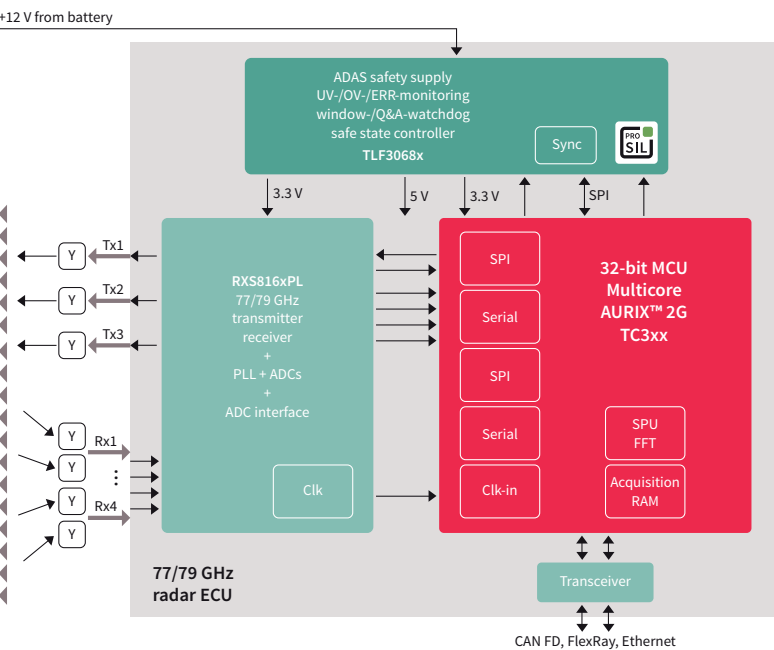 +12 V from battery
ADAS safety supply
UV-/OV-/ERR-monitoring
window-/Q&A-watchdog
safe state controller
TLF3068x
Sync
PRO
SIL
3.3 V
5 V
3.3 V
SPI
Tx1
Y
Tx2
Y
Tx3
Y
RXS816xPL
77/79 GHz
transmitter
receiver
+
PLL + ADCs
+
ADC interface
Clk
SPI
Serial
SPI
Serial
Clk-in
32-bit MCU
Multicore
AURIX™ 2G
TC3xx
SPU
FFT
Acquisition
RAM
Y
Rx1
Y
⋮
Y
Rx4
Y
77/79 GHz
radar ECU
Transceiver
CAN FD, FlexRay, Ethernet